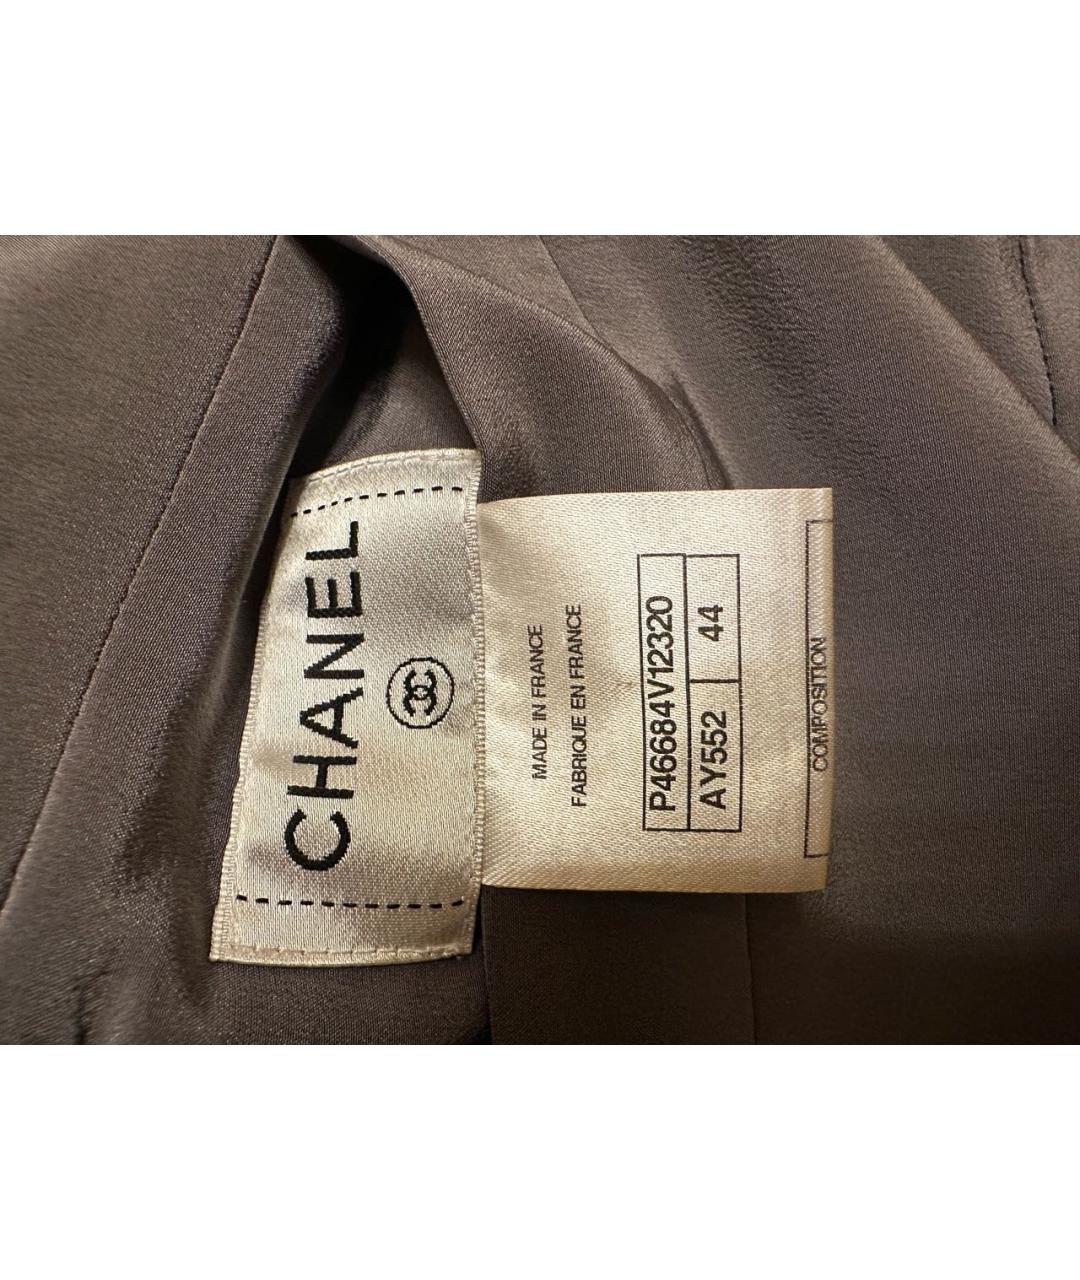 CHANEL
MADE IN FRANCE
FABRIQUE EN FRANCE
P46684V12320
AY552 44
COMPOSITION